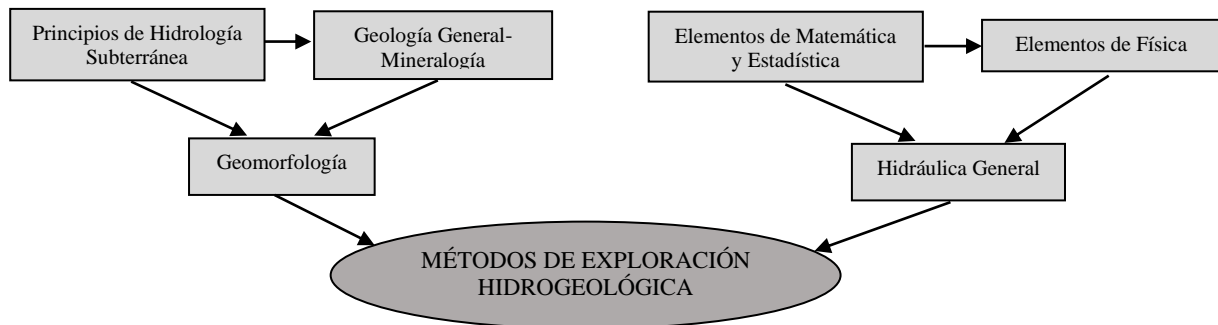 Principios de Hidrología
Subterránea
Geología General-
Mineralogía
Elementos de Matemática
y Estadística
Elementos de Física
Geomorfología
Hidráulica General
MÉTODOS DE EXPLORACIÓN
HIDROGEOLÓGICA